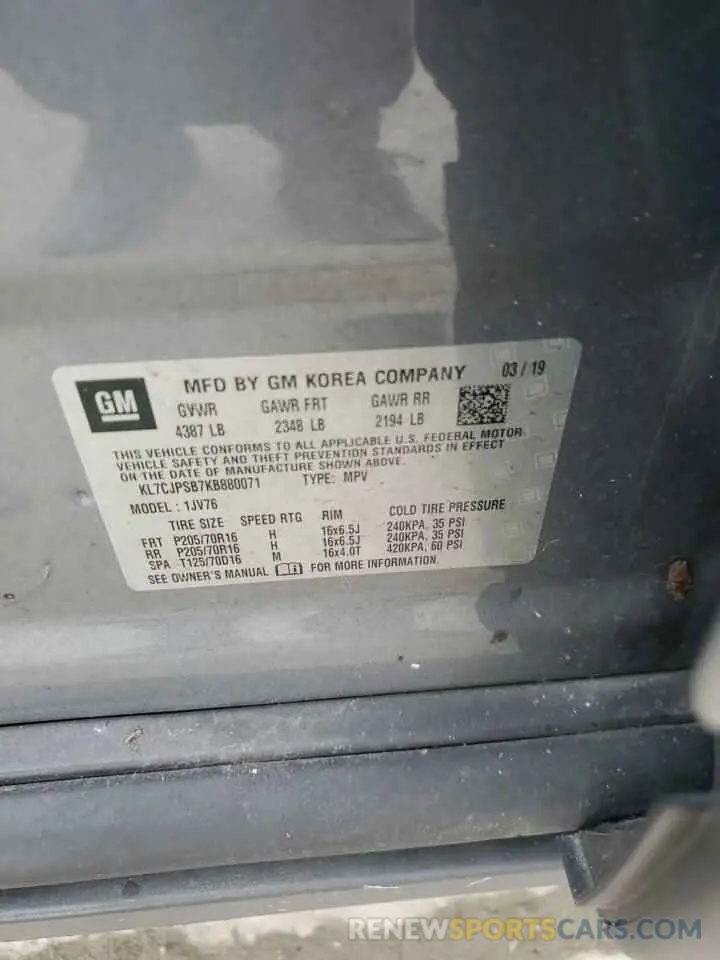 GM
MFD BY GM KOREA COMPANY 03 / 19
GVWR GAWR FRT GAWR RR
4387 LB 2348 LB 2194 LB
THIS VEHICLE CONFORMS TO ALL APPLICABLE U.S. FEDERAL MOTOR
VEHICLE SAFETY AND THEFT PREVENTION STANDARDS IN EFFECT
ON THE DATE OF MANUFACTURE SHOWN ABOVE.
KL7CJPSB7KB880071 TYPE: MPV
MODEL : 1JV76
TIRE SIZE SPEED RTG RIM COLD TIRE PRESSURE
FRT P205/70R16 H 16x6.5J 240KPA, 35 PSI
RR P205/70R16 H 16x6.5J 240KPA, 35 PSI
SPA T125/70D16 M 16x4.0T 420KPA, 60 PSI
SEE OWNER'S MANUAL FOR MORE INFORMATION.
RENEWSPORTSCARS.COM